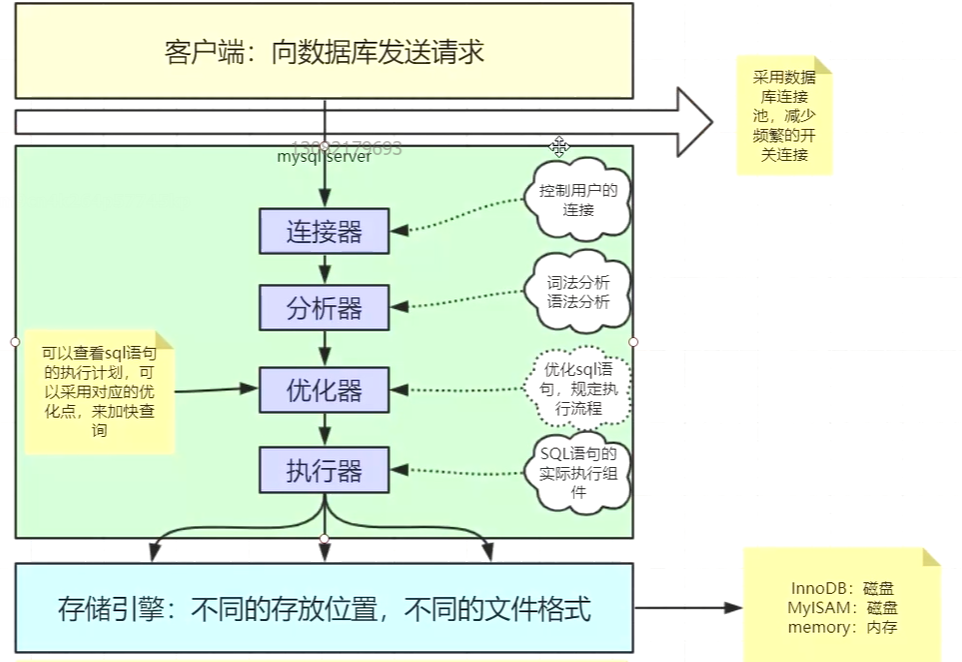 客户端：向数据库发送请求
采用数据
库连接
池，减少
频繁的开
关连接
mysql server
控制用户的
连接
连接器
词法分析
语法分析
分析器
可以查看sql语句
的执行计划，可
以采用对应的优
化点，来加快查
询
优化器
优化sql语
句，规定执
行流程
执行器
SQL语句的
实际执行组
件
存储引擎：不同的存放位置，不同的文件格式
InnoDB：磁盘
MyISAM：磁盘
memory：内存